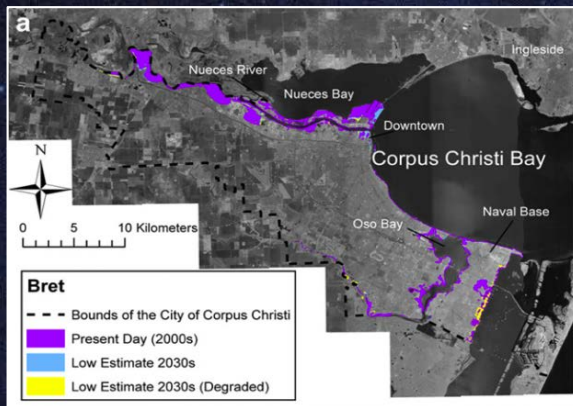 a
Ingleside
Nueces River
Nueces Bay
Downtown
Corpus Christi Bay
N
0 5 10 Kilometers
Naval Base
Oso Bay
Bret
Bounds of the City of Corpus Christi
Present Day (2000s)
Low Estimate 2030s
Low Estimate 2030s (Degraded)